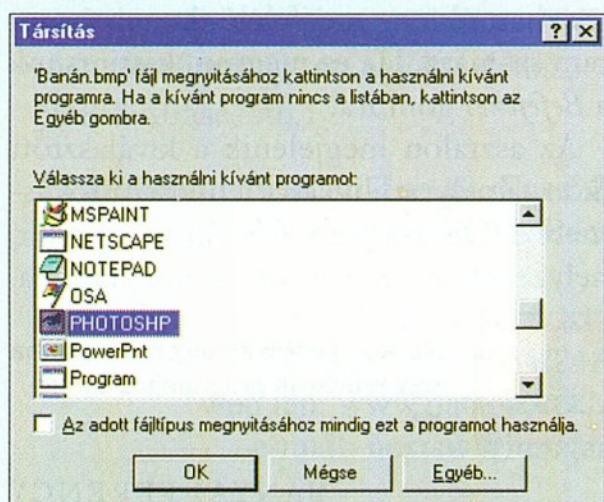 Társítás
'Banán.bmp' fájl megnyitásához kattintson a használni kívánt
programra. Ha a kívánt program nincs a listában, kattintson az
Egyéb gombra.
Válassza ki a használni kívánt programot:
MSPAINT
NETSCAPE
NOTEPAD
OSA
PHOTOSHP
PowerPnt
Program
Az adott fájltípus megnyitásához mindig ezt a programot használja.
OK
Mégse
Egyéb...